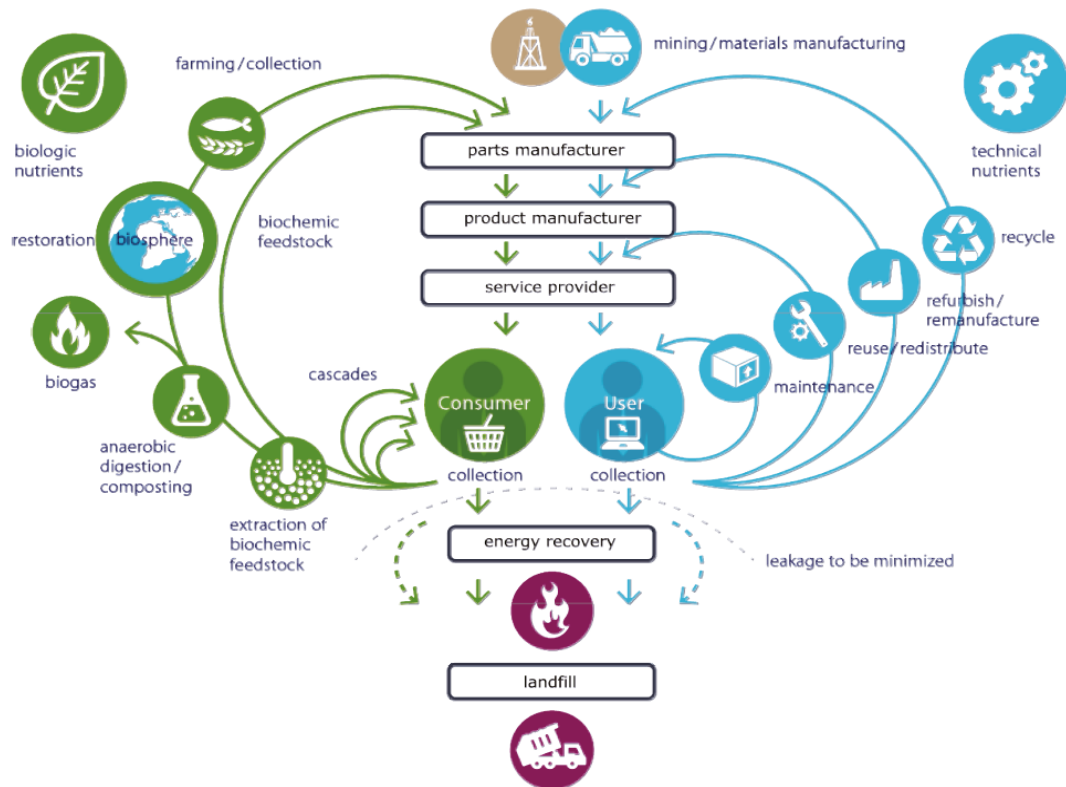 mining/materials manufacturing
farming/collection
biologic
nutrients
technical
nutrients
parts manufacturer
biochemic
feedstock
product manufacturer
restoration
biosphere
recycle
service provider
refurbish/
remanufacture
reuse/redistribute
biogas
cascades
maintenance
Consumer
User
anaerobic
digestion/
composting
collection
collection
extraction of
biochemic
feedstock
energy recovery
leakage to be minimized
landfill